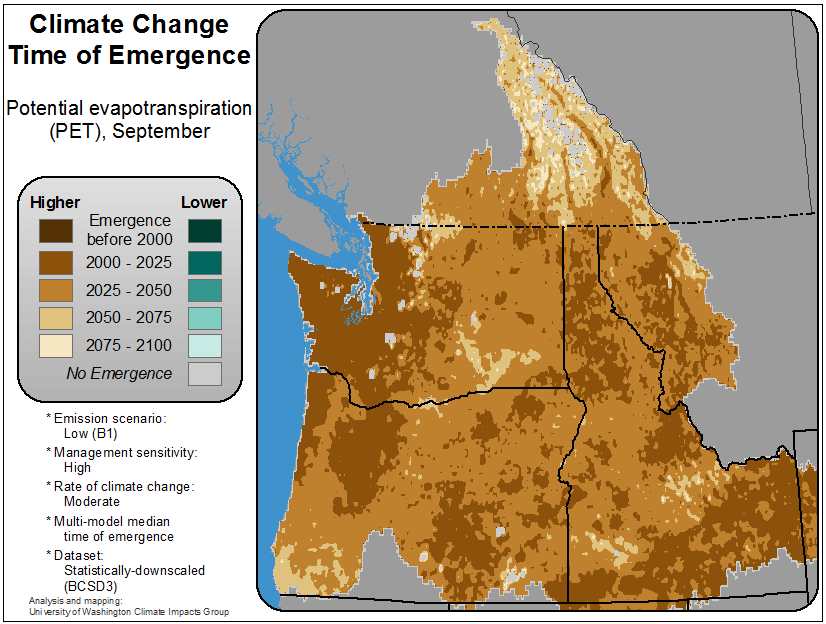 Climate Change
Time of Emergence
Potential evapotranspiration
(PET), September
Higher Lower
Emergence
before 2000
2000 - 2025
2025 - 2050
2050 - 2075
2075 - 2100
No Emergence
* Emission scenario:
Low (B1)
* Management sensitivity:
High
* Rate of climate change:
Moderate
* Multi-model median
time of emergence
* Dataset:
Statistically-downscaled
(BCSD3)
Analysis and mapping:
University of Washington Climate Impacts Group